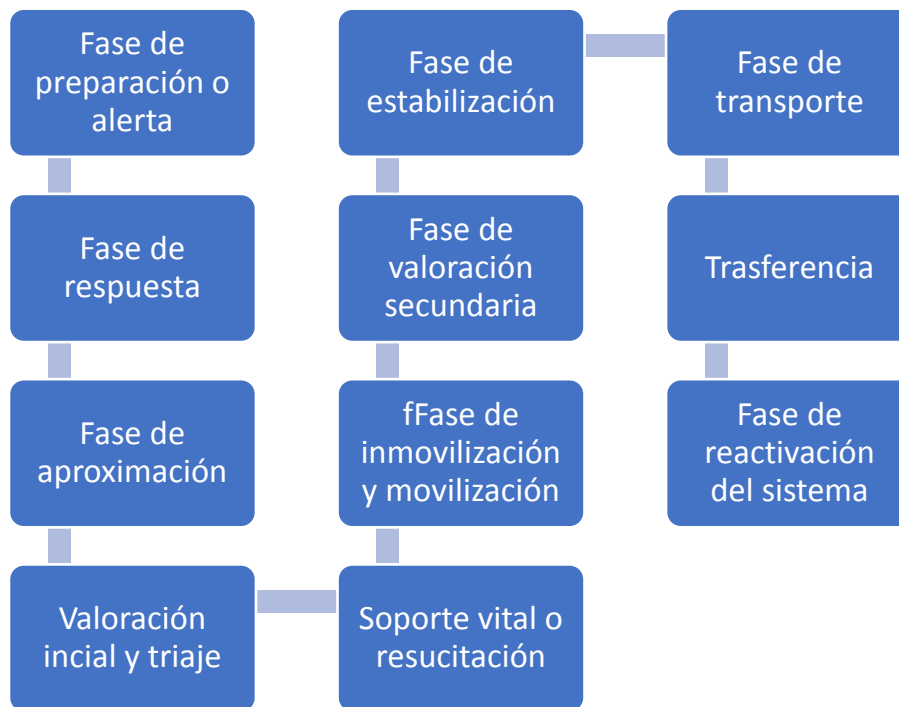 Fase de
preparación o
alerta
Fase de
respuesta
Fase de
aproximación
Valoración
incial y triaje
Soporte vital o
resucitación
fFase de
inmovilización
y movilización
Fase de
valoración
secundaria
Fase de
estabilización
Fase de
transporte
Trasferencia
Fase de
reactivación
del sistema